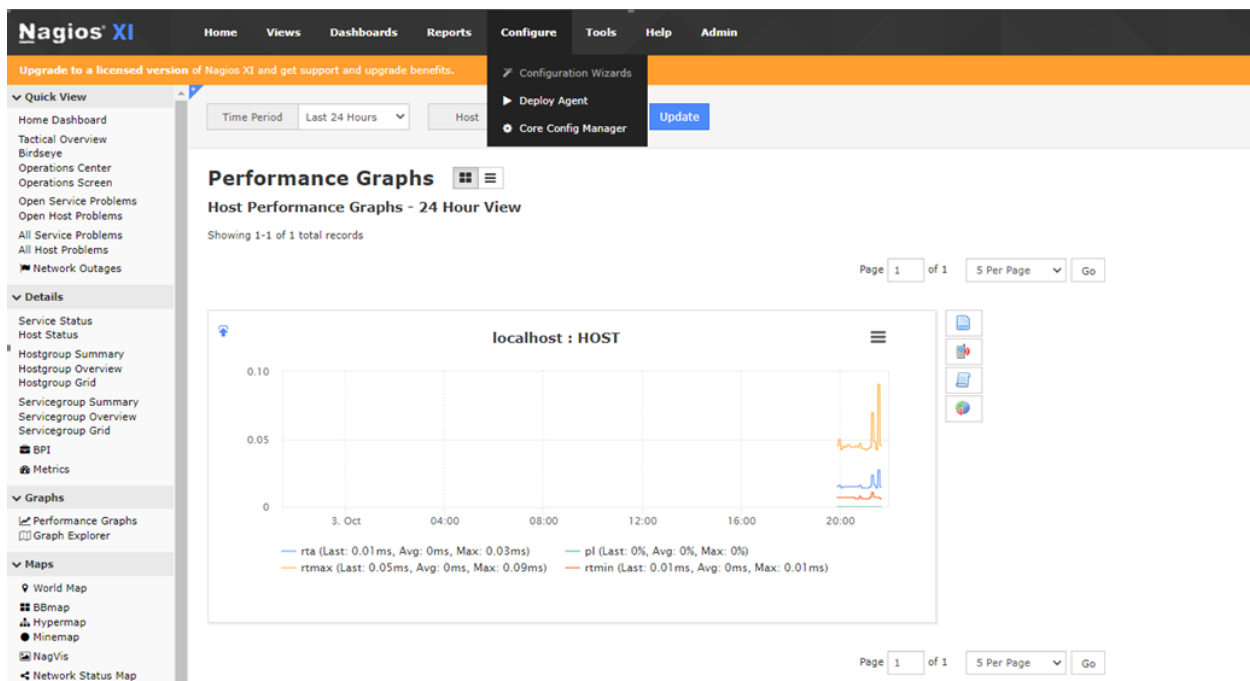 Nagios® XI
Home Views Dashboards Reports Configure Tools Help Admin
Upgrade to a licensed version of Nagios XI and get support and upgrade benefits.
Configuration Wizards
Deploy Agent
Core Config Manager
Quick View
Home Dashboard
Tactical Overview
Birdseye
Operations Center
Operations Screen
Open Service Problems
Open Host Problems
All Service Problems
All Host Problems
Network Outages
Details
Service Status
Host Status
Hostgroup Summary
Hostgroup Overview
Hostgroup Grid
Servicegroup Summary
Servicegroup Overview
Servicegroup Grid
BPI
Metrics
Graphs
Performance Graphs
Graph Explorer
Maps
World Map
BBmap
Hypermap
Minemap
NagVis
Network Status Map
Time Period Last 24 Hours Host Update
Performance Graphs
Host Performance Graphs - 24 Hour View
Showing 1-1 of 1 total records
Page 1 of 1 5 Per Page Go
localhost : HOST
0.10
0.05
0
3. Oct 04:00 08:00 12:00 16:00 20:00
rta (Last: 0.01ms, Avg: 0ms, Max: 0.03ms) pl (Last: 0%, Avg: 0%, Max: 0%)
rtmax (Last: 0.05ms, Avg: 0ms, Max: 0.09ms) rtmin (Last: 0.01ms, Avg: 0ms, Max: 0.01ms)
Page 1 of 1 5 Per Page Go